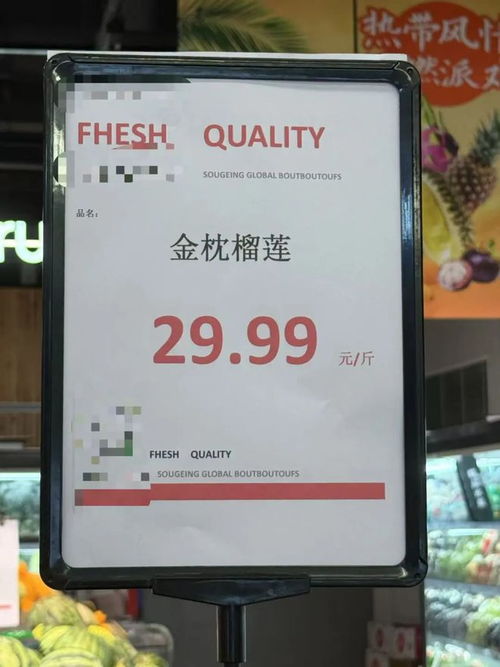 热带风情
FHESH QUALITY
SOUGEING GLOBAL BOUTBOUTOUFS
品名:
金枕榴莲
29.99 元/斤
FHESH QUALITY
SOUGEING GLOBAL BOUTBOUTOUFS